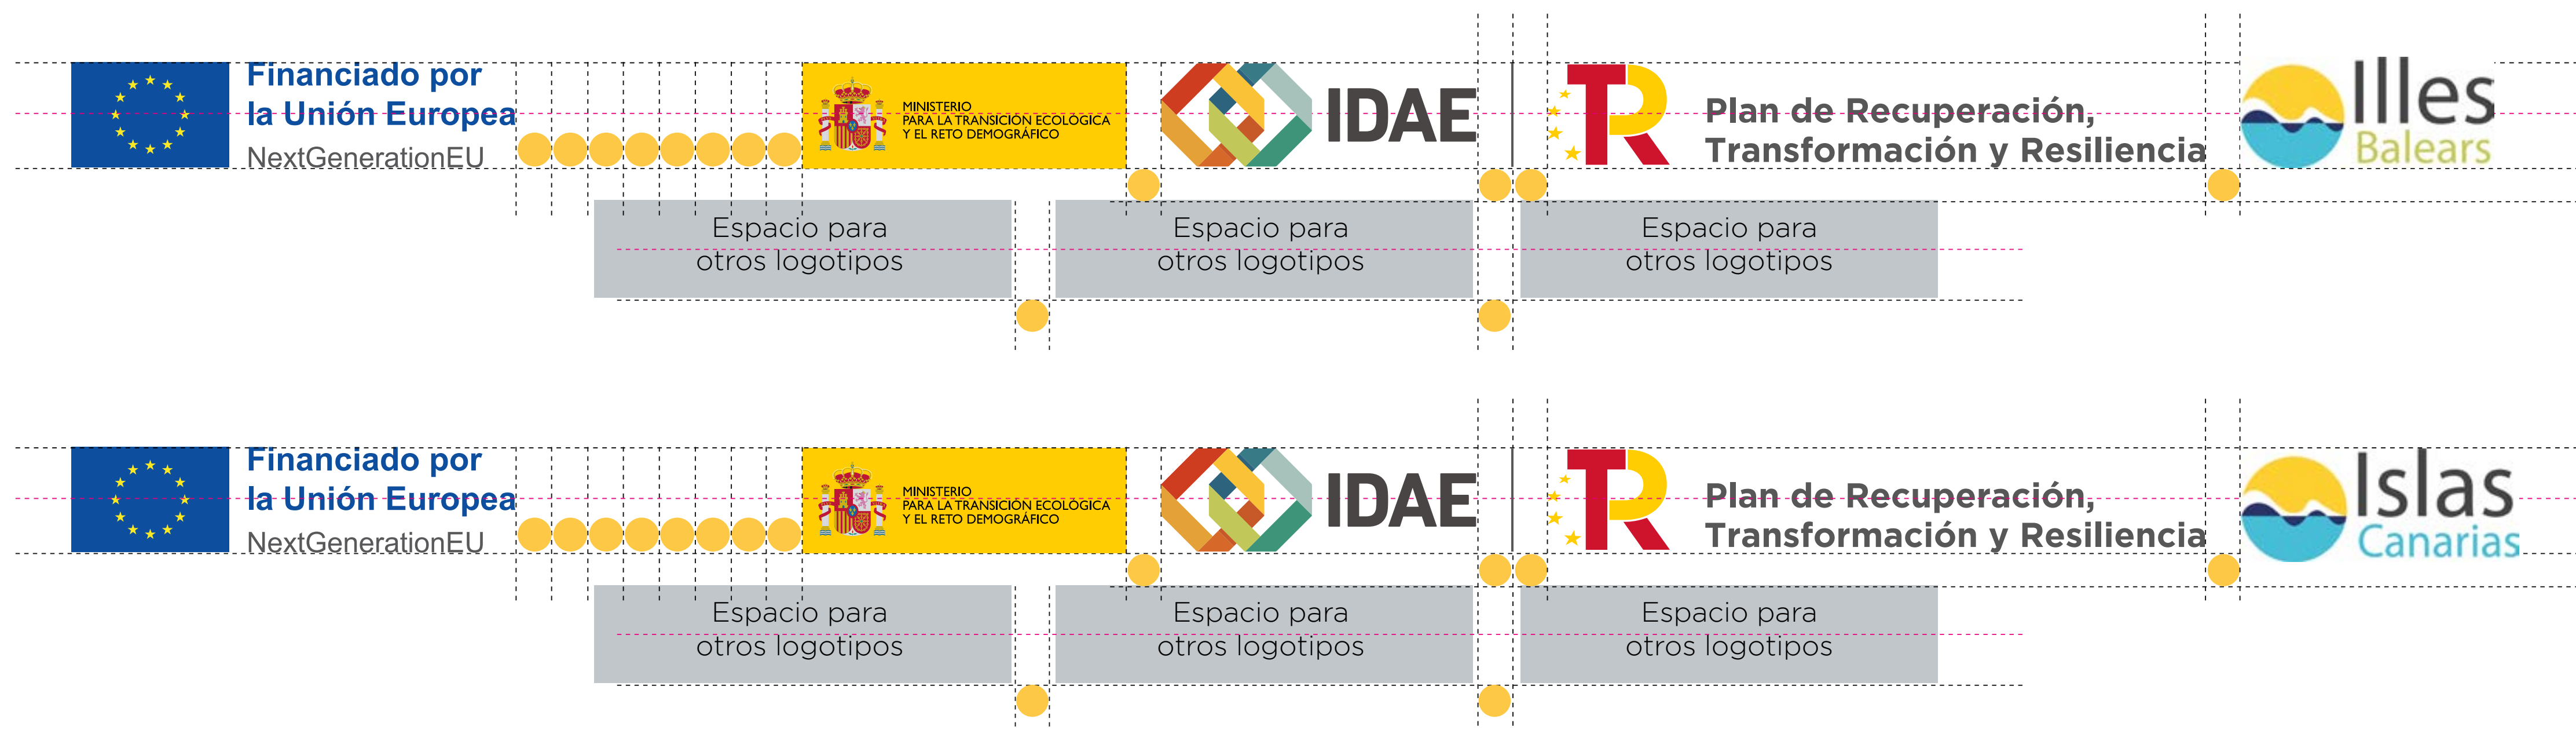 Financiado por
la Unión Europea
NextGenerationEU
MINISTERIO
PARA LA TRANSICIÓN ECOLÓGICA
Y EL RETO DEMOGRÁFICO
IDAE
Plan de Recuperación,
Transformación y Resiliencia
Illes
Balears
Espacio para
otros logotipos
Espacio para
otros logotipos
Espacio para
otros logotipos
Financiado por
la Unión Europea
NextGenerationEU
MINISTERIO
PARA LA TRANSICIÓN ECOLÓGICA
Y EL RETO DEMOGRÁFICO
IDAE
Plan de Recuperación,
Transformación y Resiliencia
Islas
Canarias
Espacio para
otros logotipos
Espacio para
otros logotipos
Espacio para
otros logotipos